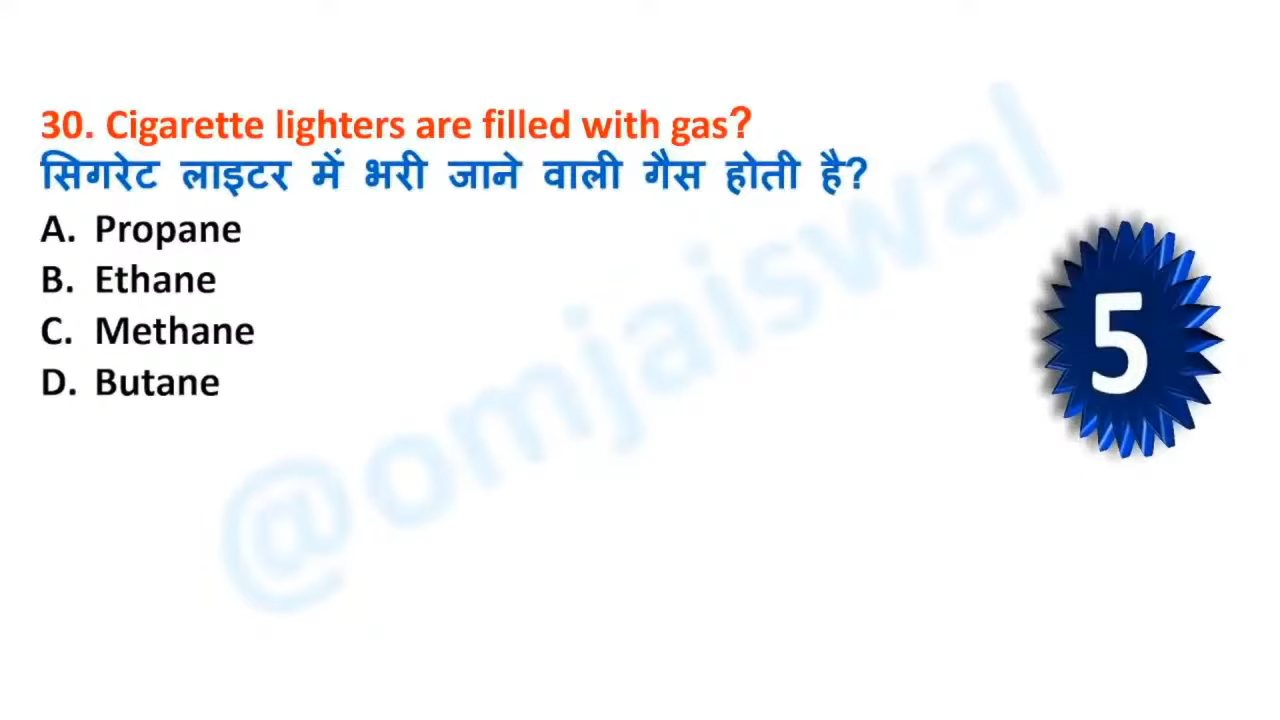 30. Cigarette lighters are filled with gas?
सिगरेट लाइटर में भरी जाने वाली गैस होती है?
A. Propane
B. Ethane
C. Methane
D. Butane
5
@omjaiswal